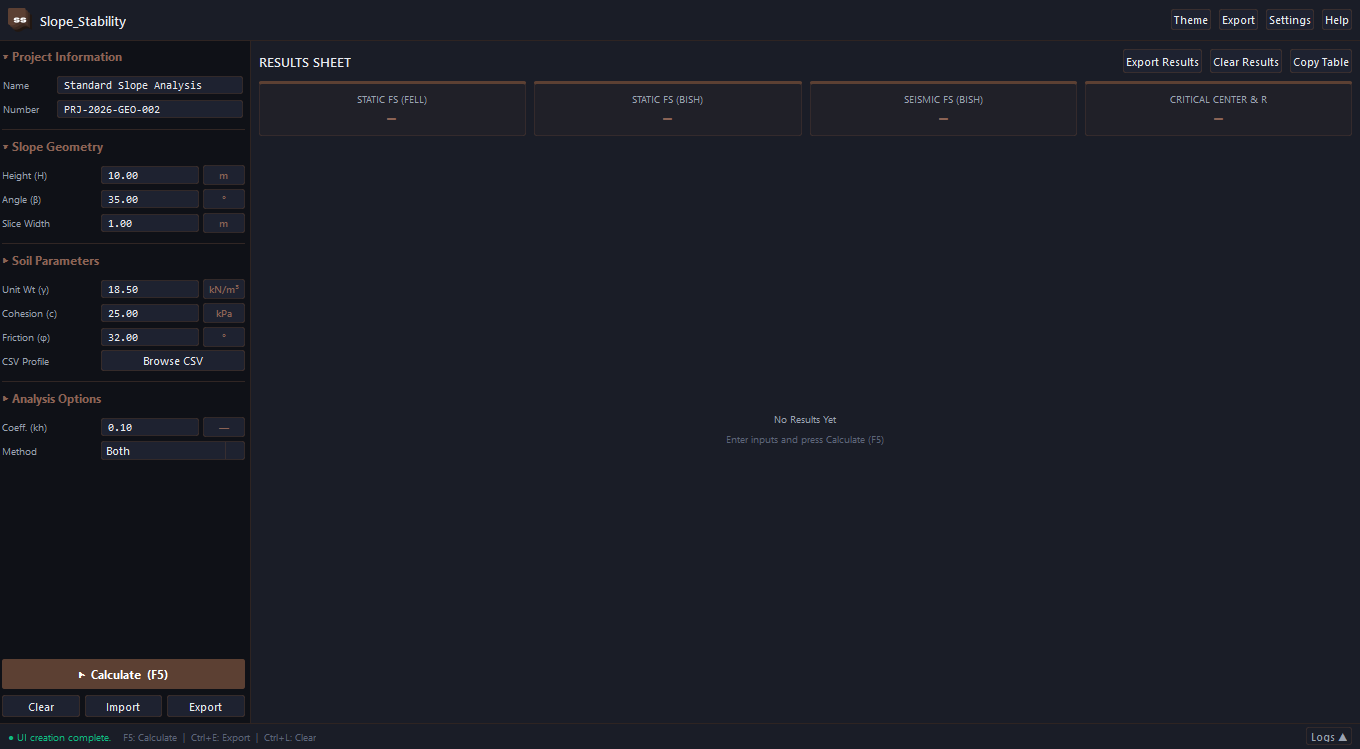 ss Slope_Stability Theme Export Settings Help
▾ Project Information
Name Standard Slope Analysis
Number PRJ-2026-GEO-002
▾ Slope Geometry
Height (H) 10.00 m
Angle (β) 35.00 °
Slice Width 1.00 m
▸ Soil Parameters
Unit Wt (γ) 18.50 kN/m³
Cohesion (c) 25.00 kPa
Friction (φ) 32.00 °
CSV Profile Browse CSV
▸ Analysis Options
Coeff. (kh) 0.10 —
Method Both
▸ Calculate (F5)
Clear Import Export
RESULTS SHEET Export Results Clear Results Copy Table
STATIC FS (FELL) STATIC FS (BISH) SEISMIC FS (BISH) CRITICAL CENTER & R
— — — —
No Results Yet
Enter inputs and press Calculate (F5)
● UI creation complete. F5: Calculate | Ctrl+E: Export | Ctrl+L: Clear Logs ▲